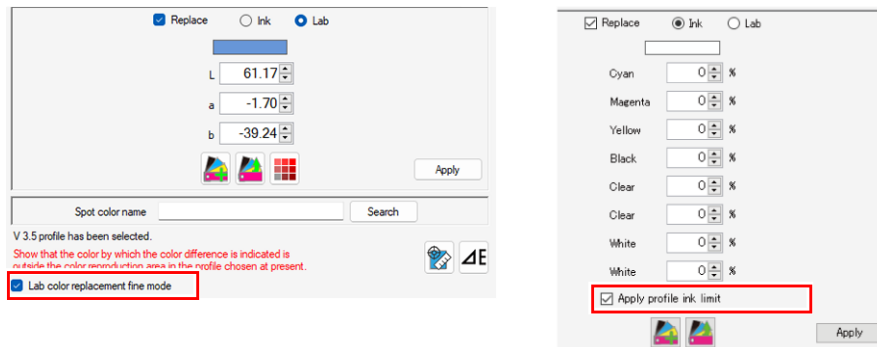 Replace Ink Lab
L 61.17
a -1.70
b -39.24
Apply
Spot color name Search
V 3.5 profile has been selected.
Show that the color by which the color difference is indicated is
outside the color reproduction area in the profile chosen at present.
ΔE
Lab color replacement fine mode
Replace Ink Lab
Cyan 0 %
Magenta 0 %
Yellow 0 %
Black 0 %
Clear 0 %
Clear 0 %
White 0 %
White 0 %
Apply profile ink limit
Apply